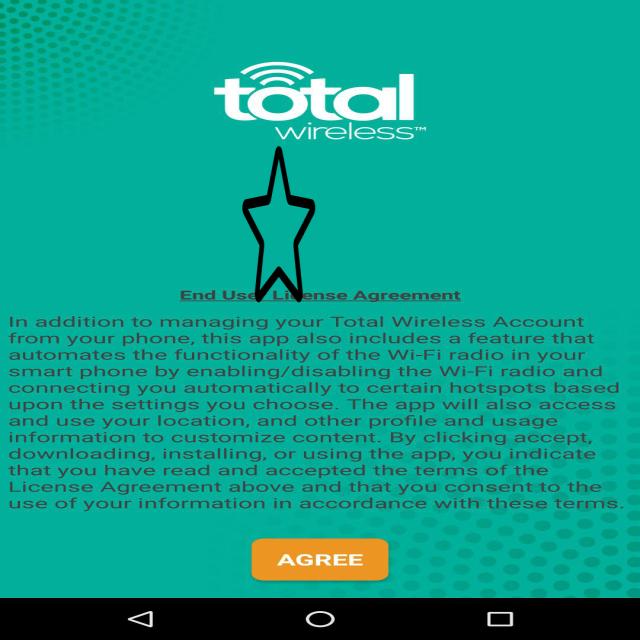 total
wireless™
End User License Agreement
In addition to managing your Total Wireless Account
from your phone, this app also includes a feature that
automates the functionality of the Wi-Fi radio in your
smart phone by enabling/disabling the Wi-Fi radio and
connecting you automatically to certain hotspots based
upon the settings you choose. The app will also access
and use your location, and other profile and usage
information to customize content. By clicking accept,
downloading, installing, or using the app, you indicate
that you have read and accepted the terms of the
License Agreement above and that you consent to the
use of your information in accordance with these terms.
AGREE